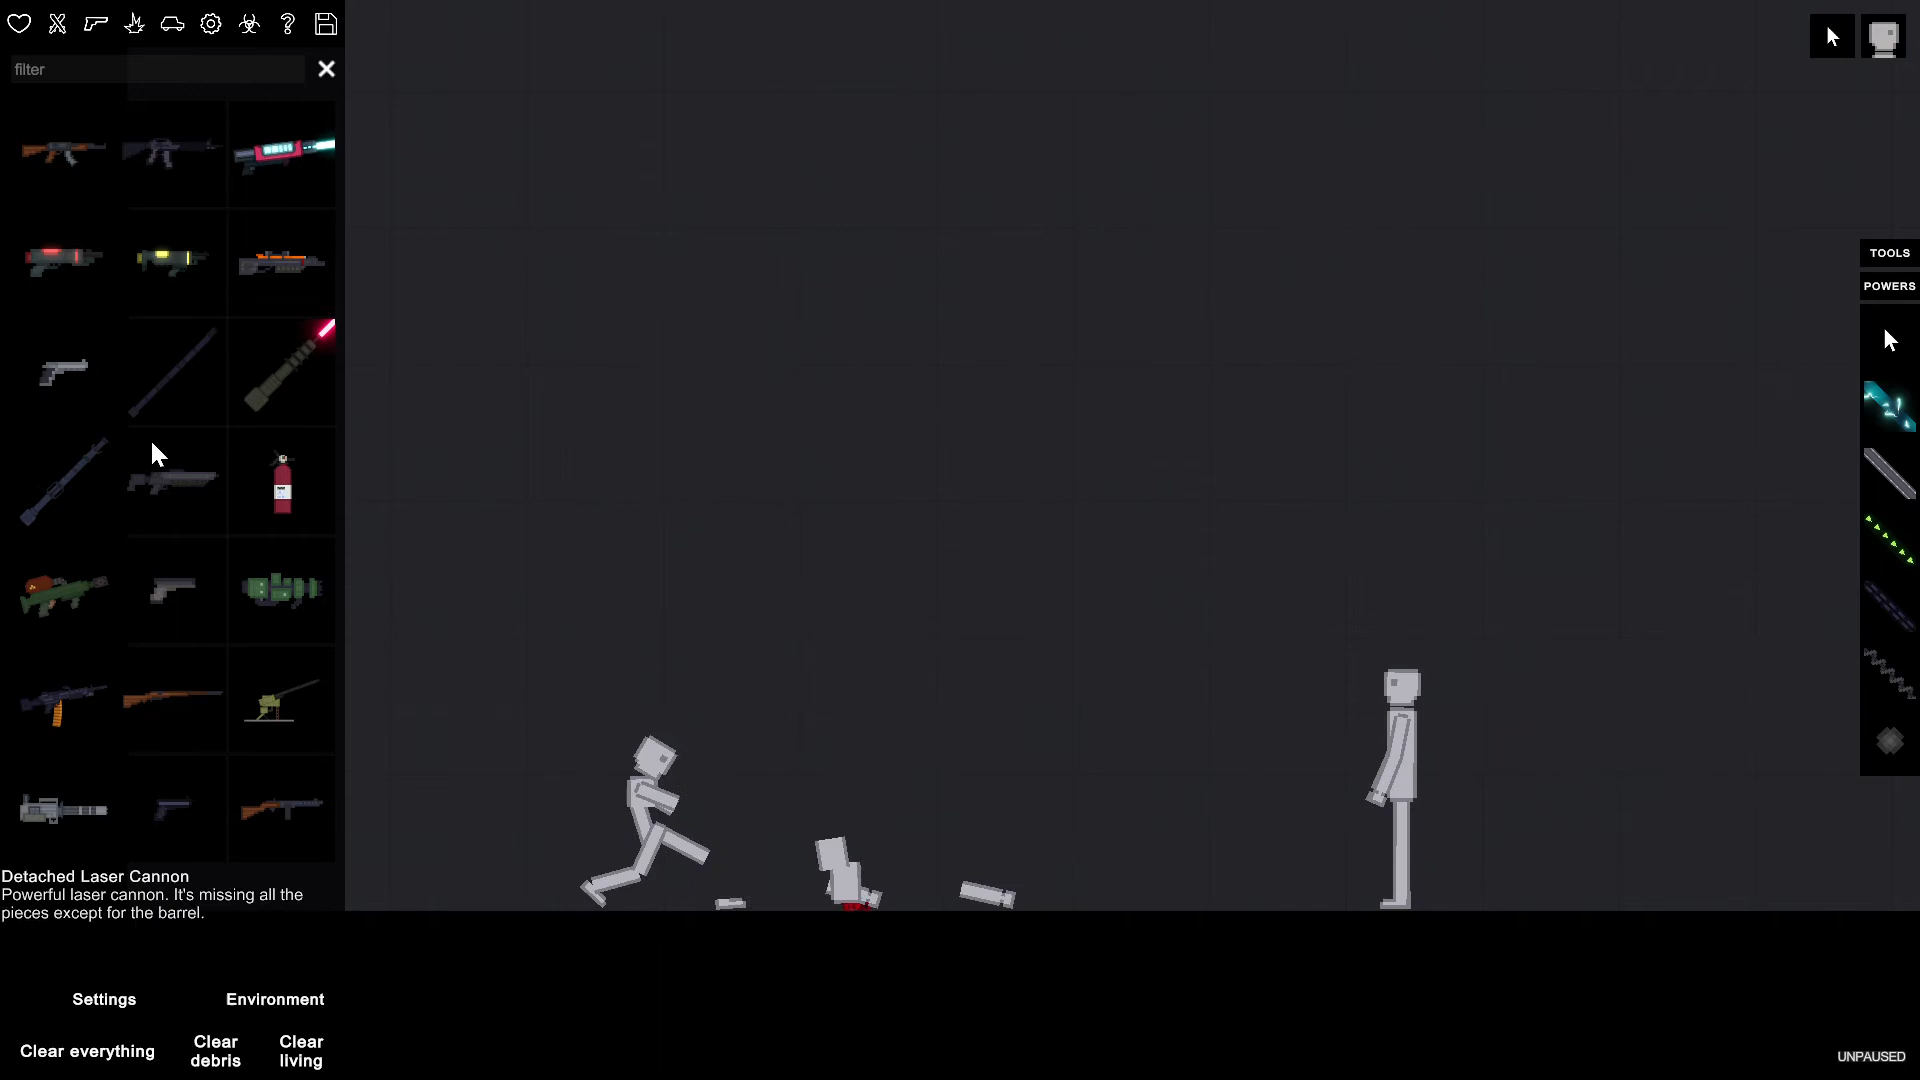 filter
TOOLS
POWERS
Detached Laser Cannon
Powerful laser cannon. It's missing all the
pieces except for the barrel.
Settings
Environment
Clear everything
Clear
debris
Clear
living
UNPAUSED